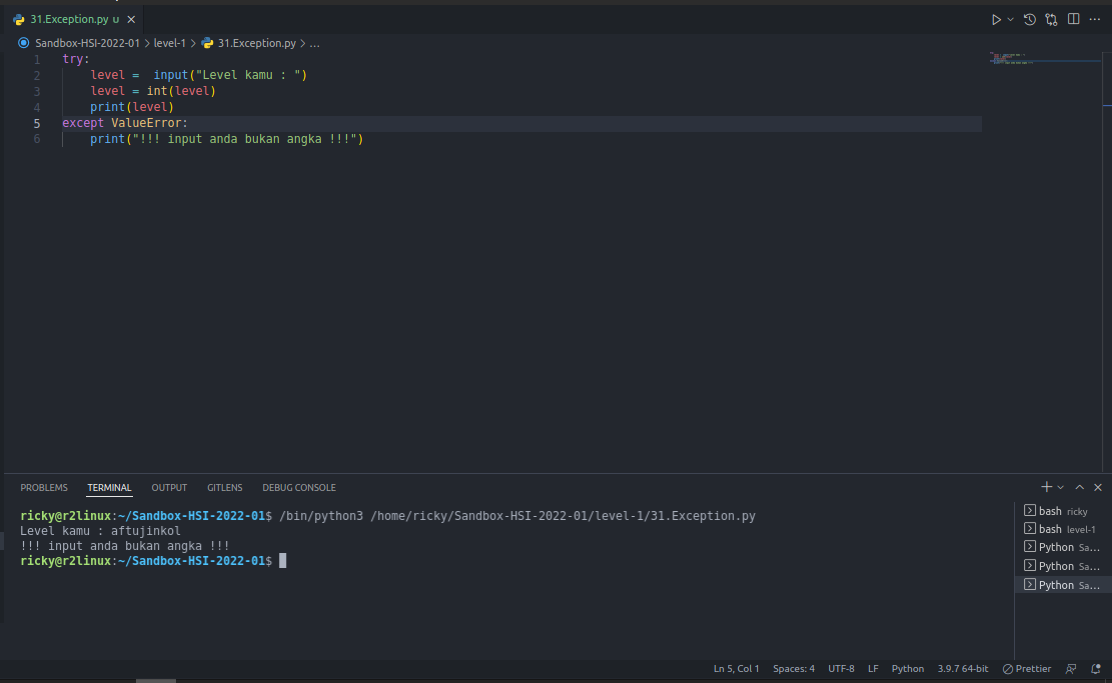 31.Exception.py U
Sandbox-HSI-2022-01 > level-1 > 31.Exception.py > ...
1 try:
2     level =  input("Level kamu : ")
3     level = int(level)
4     print(level)
5 except ValueError:
6     print("!!! input anda bukan angka !!!")
PROBLEMS TERMINAL OUTPUT GITLENS DEBUG CONSOLE
ricky@r2linux:~/Sandbox-HSI-2022-01$ /bin/python3 /home/ricky/Sandbox-HSI-2022-01/level-1/31.Exception.py
Level kamu : aftujinkol
!!! input anda bukan angka !!!
ricky@r2linux:~/Sandbox-HSI-2022-01$
bash ricky
bash level-1
Python Sa...
Python Sa...
Python Sa...
Ln 5, Col 1 Spaces: 4 UTF-8 LF Python 3.9.7 64-bit Prettier